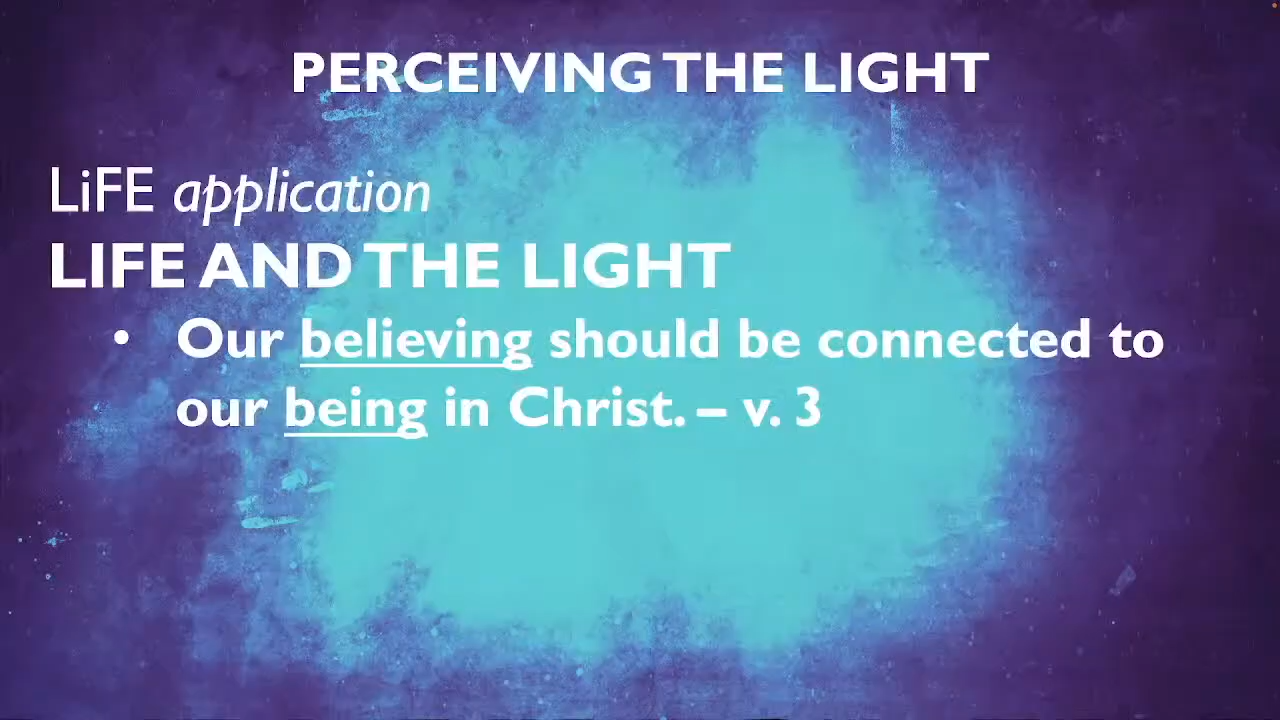 PERCEIVING THE LIGHT
LiFE application
LIFE AND THE LIGHT
• Our believing should be connected to
our being in Christ. – v. 3